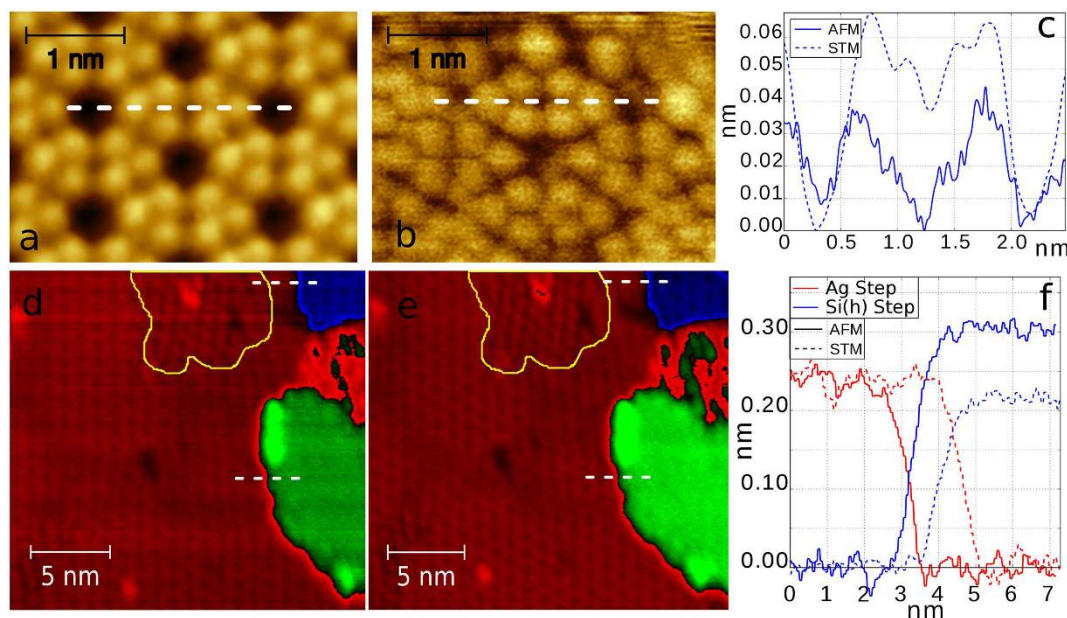 1 nm
a
1 nm
b
c
AFM
STM
nm
0.06
0.05
0.04
0.03
0.02
0.01
0.00
0 0.5 1.0 1.5 2.0 nm
d
5 nm
e
5 nm
f
Ag Step
Si(h) Step
AFM
STM
nm
0.30
0.20
0.10
0.00
0 1 2 3 4 5 6 7
nm